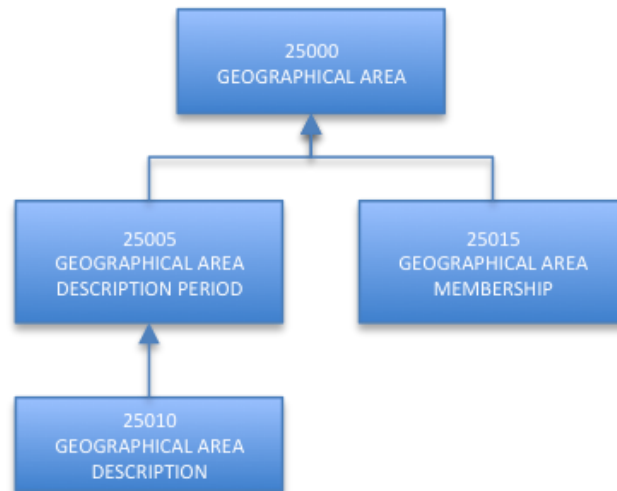 25000
GEOGRAPHICAL AREA
25005
GEOGRAPHICAL AREA
DESCRIPTION PERIOD
25015
GEOGRAPHICAL AREA
MEMBERSHIP
25010
GEOGRAPHICAL AREA
DESCRIPTION